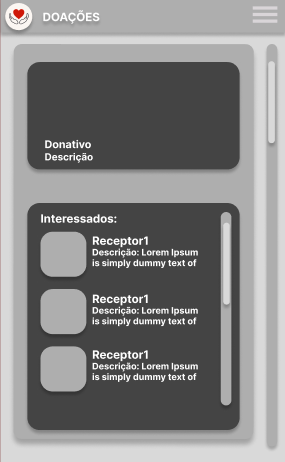 DOAÇÕES
Donativo
Descrição
Interessados:
Receptor1
Descrição: Lorem Ipsum
is simply dummy text of
Receptor1
Descrição: Lorem Ipsum
is simply dummy text of
Receptor1
Descrição: Lorem Ipsum
is simply dummy text of